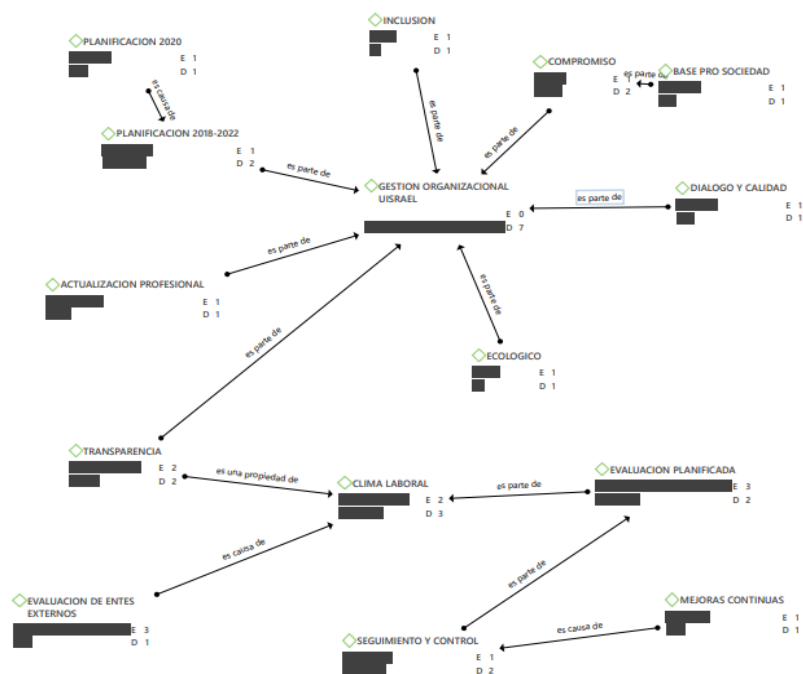 INCLUSION
E 1
D 1
PLANIFICACION 2020
E 1
D 1
COMPROMISO
E 1
D 2
es parte de
BASE PRO SOCIEDAD
E 1
D 1
es causa de
es parte de
es parte de
PLANIFICACION 2018-2022
E 1
D 2
es parte de
GESTION ORGANIZACIONAL
UISRAEL
E 0
D 7
es parte de
DIALOGO Y CALIDAD
E 1
D 1
es parte de
ACTUALIZACION PROFESIONAL
E 1
D 1
es parte de
es parte de
ECOLOGICO
E 1
D 1
TRANSPARENCIA
E 2
D 2
es una propiedad de
CLIMA LABORAL
E 2
D 3
es parte de
EVALUACION PLANIFICADA
E 3
D 2
es causa de
es parte de
EVALUACION DE ENTES
EXTERNOS
E 3
D 1
SEGUIMIENTO Y CONTROL
E 1
D 2
es causa de
MEJORAS CONTINUAS
E 1
D 1